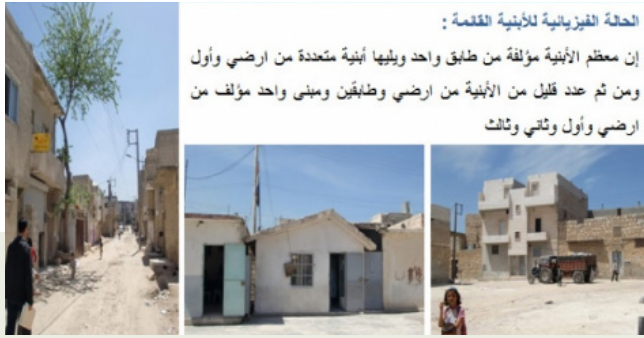 الحالة الفيزيائية للأبنية القائمة :
إن معظم الأبنية مؤلفة من طابق واحد ويليها أبنية متعددة من ارضي وأول
ومن ثم عدد قليل من الأبنية من ارضي وطابقين ومبنى واحد مؤلف من
ارضي وأول وثاني وثالث